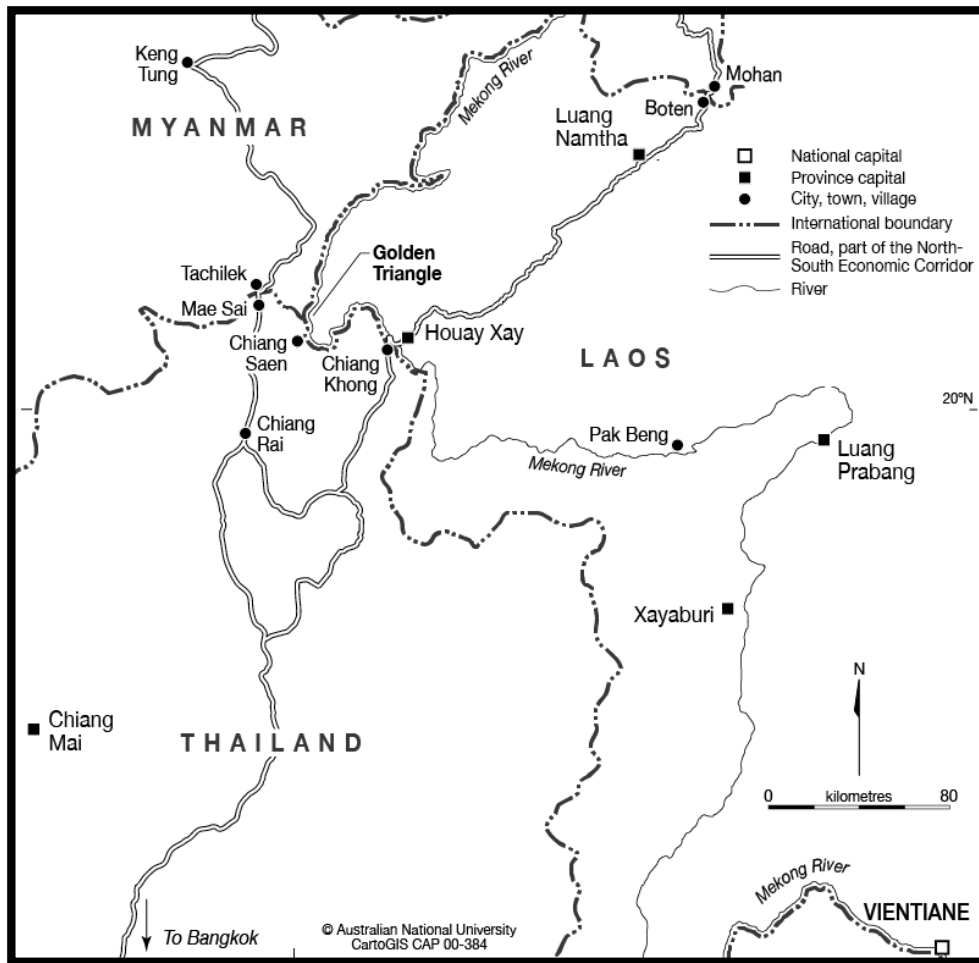 Keng
Tung
MYANMAR
Mekong River
Mohan
Boten
Luang
Namtha
National capital
Province capital
City, town, village
International boundary
Road, part of the North-
South Economic Corridor
River
Golden
Triangle
Tachilek
Mae Sai
Chiang
Saen
Chiang
Khong
Houay Xay
LAOS
20°N
Chiang
Rai
Pak Beng
Mekong River
Luang
Prabang
Xayaburi
N
Chiang
Mai
THAILAND
0 kilometres 80
Mekong River
VIENTIANE
To Bangkok
© Australian National University
CartoGIS CAP 00-384